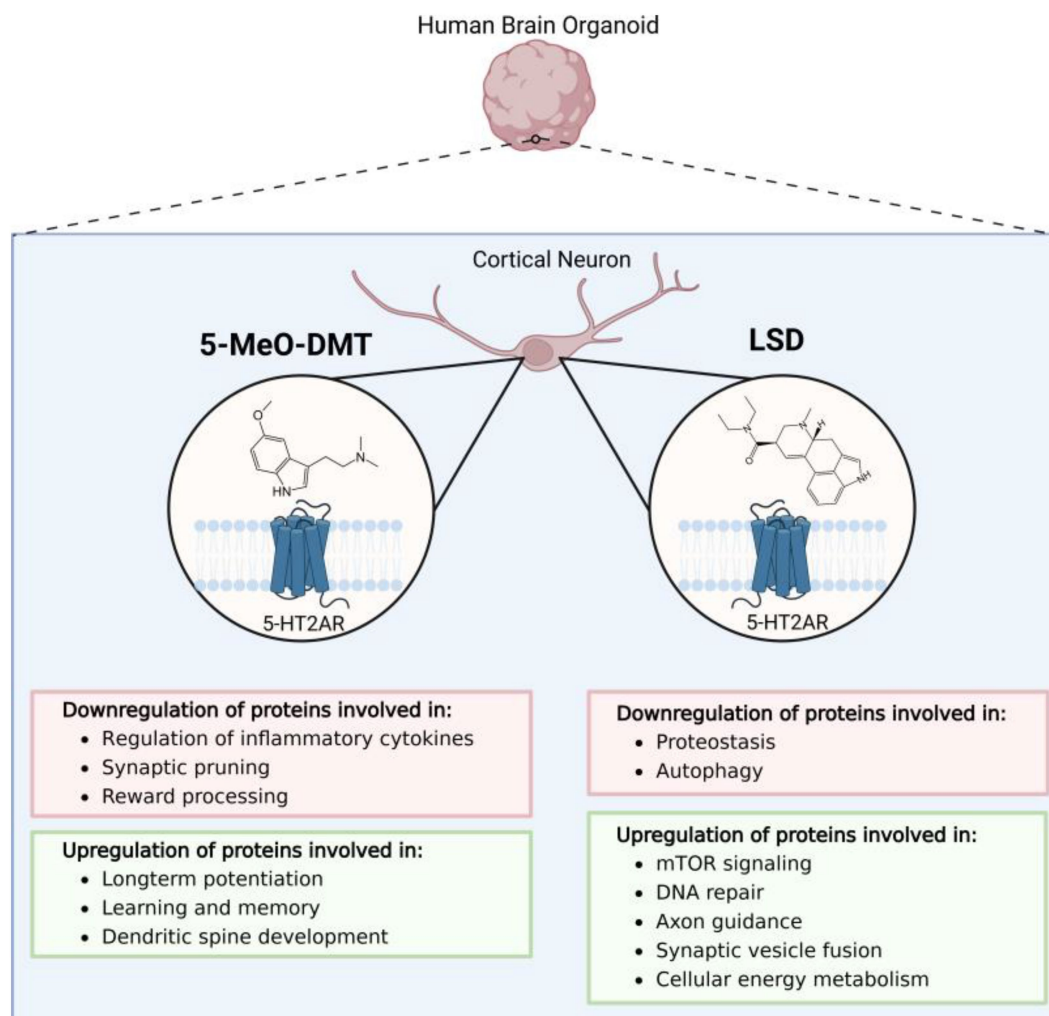 Human Brain Organoid
Cortical Neuron
5-MeO-DMT
LSD
O
N
HN
5-HT2AR
N
O
N
H
NH
5-HT2AR
Downregulation of proteins involved in:
• Regulation of inflammatory cytokines
• Synaptic pruning
• Reward processing
Upregulation of proteins involved in:
• Longterm potentiation
• Learning and memory
• Dendritic spine development
Downregulation of proteins involved in:
• Proteostasis
• Autophagy
Upregulation of proteins involved in:
• mTOR signaling
• DNA repair
• Axon guidance
• Synaptic vesicle fusion
• Cellular energy metabolism